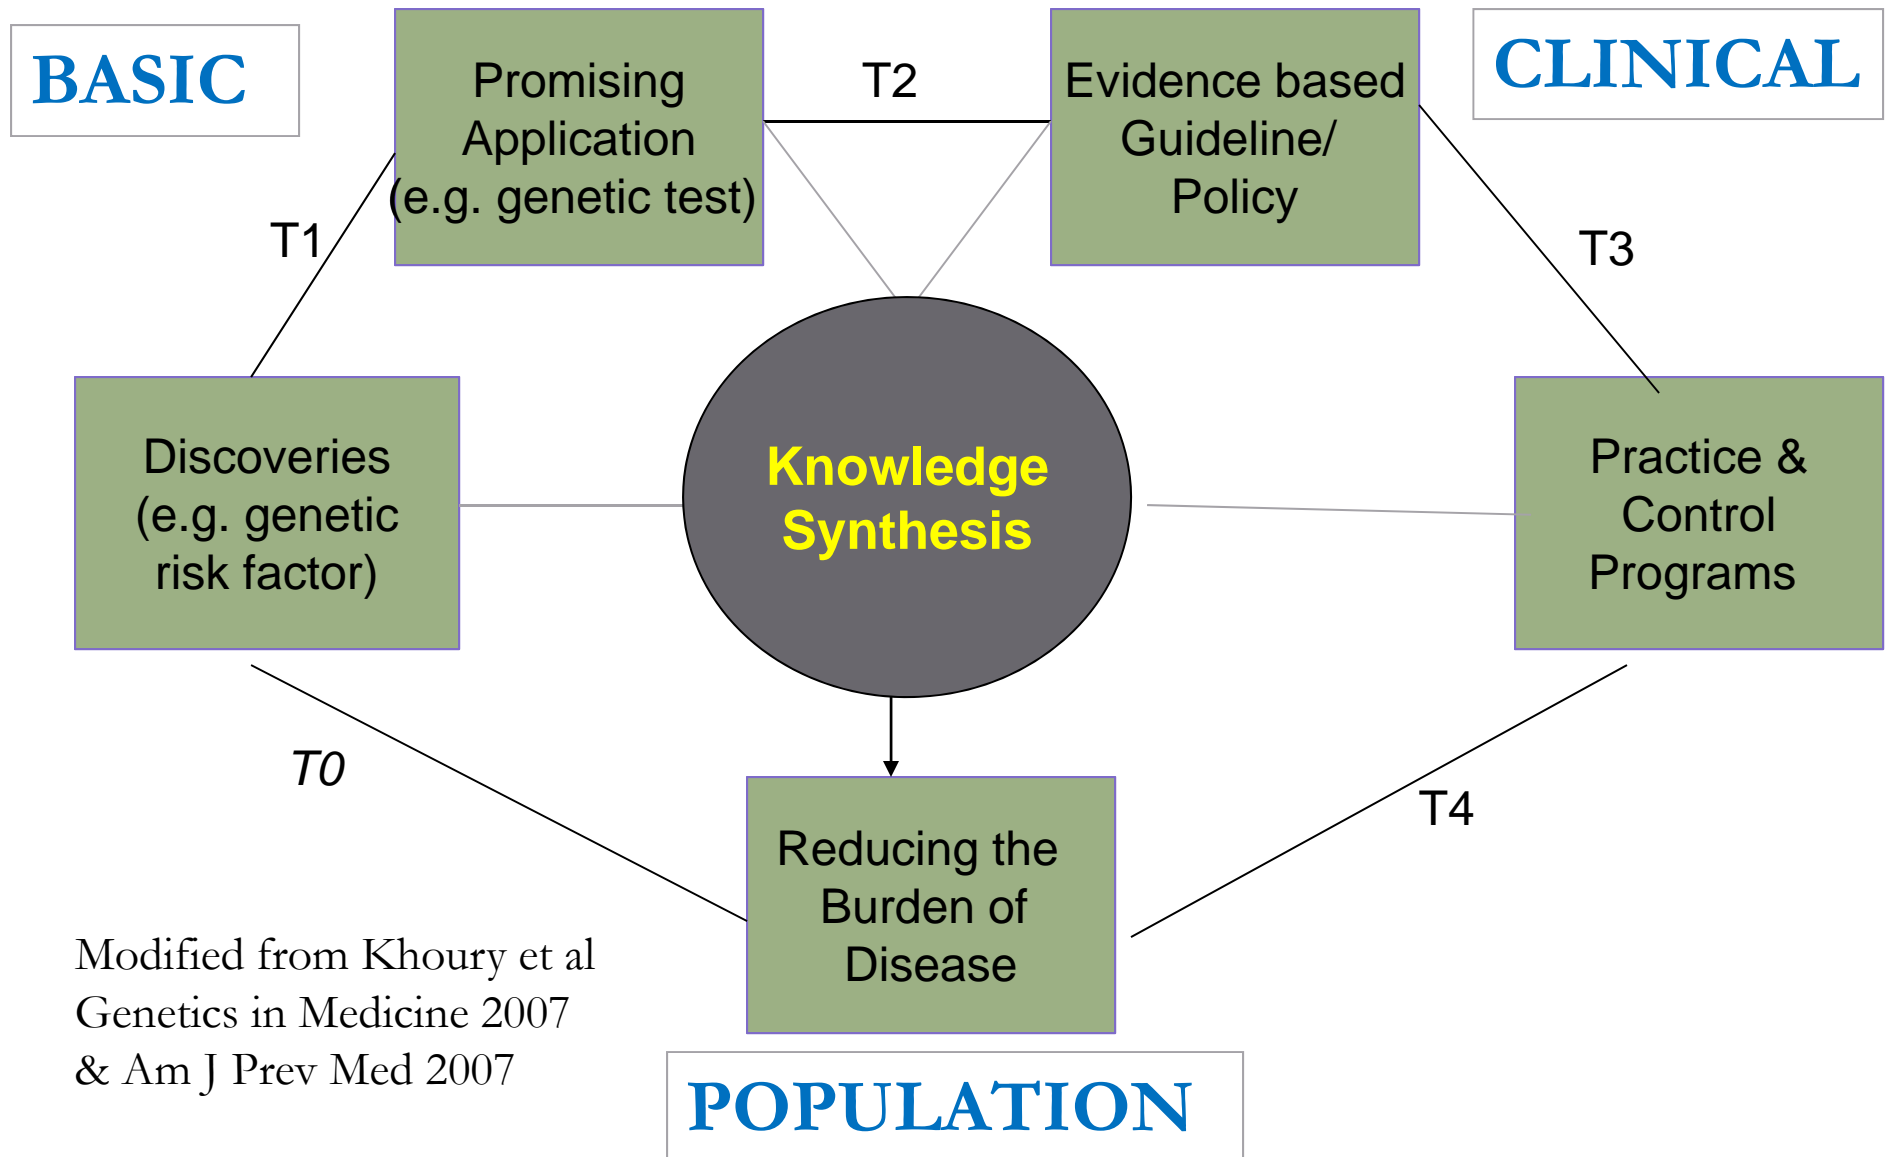 BASIC
Promising
Application
(e.g. genetic test)
T2
Evidence based
Guideline/
Policy
CLINICAL
T1
T3
Discoveries
(e.g. genetic
risk factor)
Knowledge
Synthesis
Practice &
Control
Programs
T0
T4
Reducing the
Burden of
Disease
Modified from Khoury et al
Genetics in Medicine 2007
& Am J Prev Med 2007
POPULATION